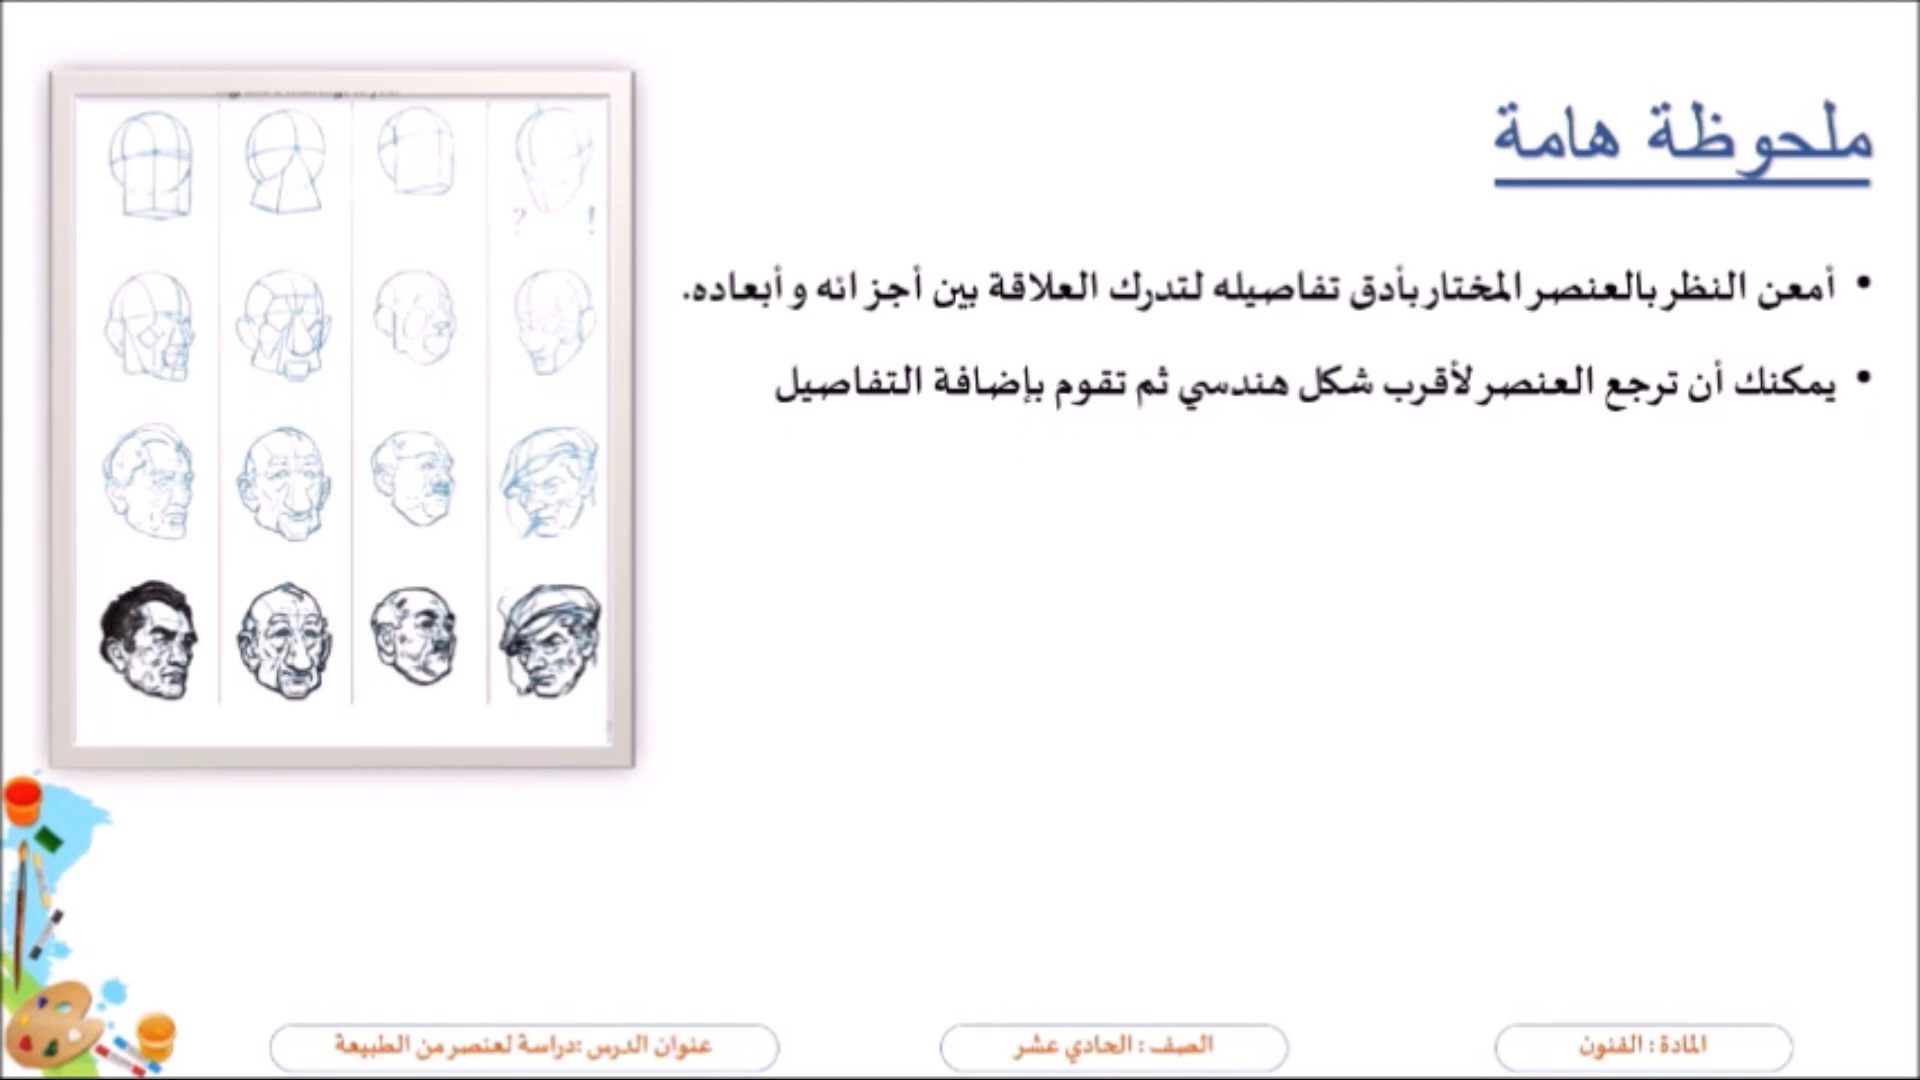 ملحوظة هامة
• أمعن النظر بالعنصر المختار بأدق تفاصيله لتدرك العلاقة بين أجزائه و أبعاده.
• يمكنك أن ترجع العنصر لأقرب شكل هندسي ثم تقوم بإضافة التفاصيل
? !
المادة : الفنون
الصف : الحادي عشر
عنوان الدرس :دراسة لعنصر من الطبيعة